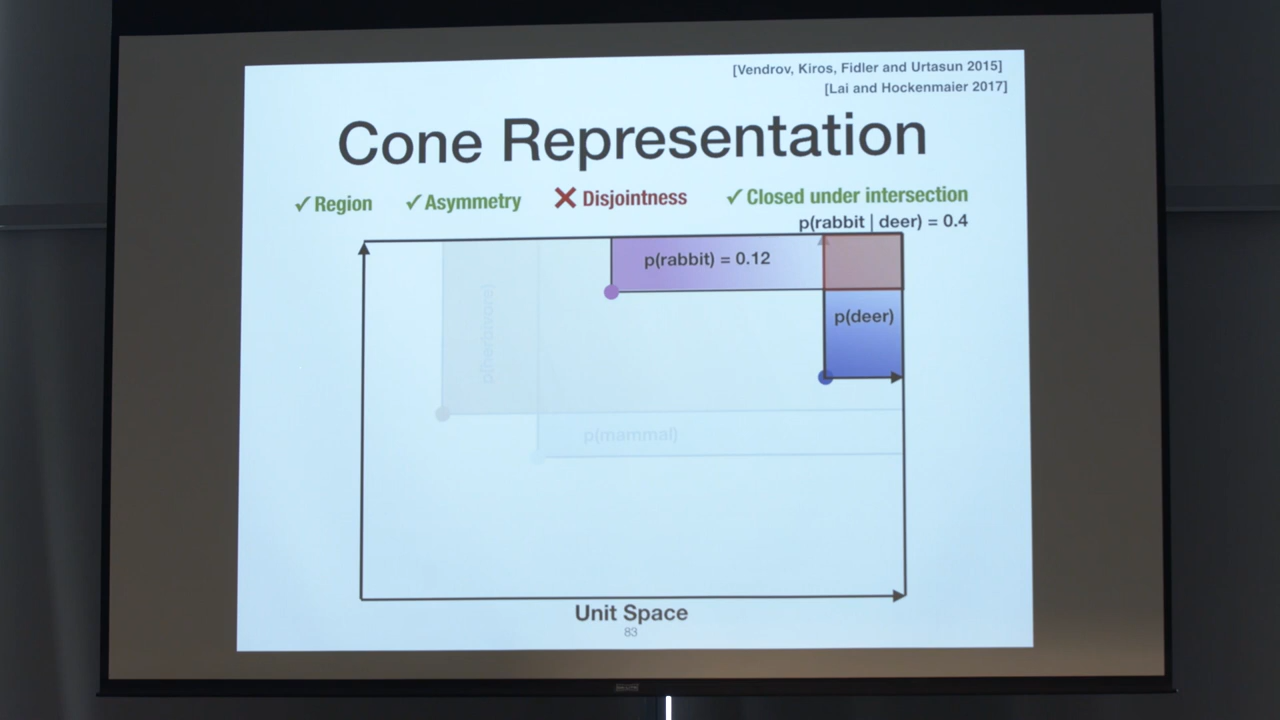 [Vendrov, Kiros, Fidler and Urtasun 2015]
[Lai and Hockenmaier 2017]
Cone Representation
✓ Region ✓ Asymmetry ✕ Disjointness ✓ Closed under intersection
p(rabbit | deer) = 0.4
p(rabbit) = 0.12
p(deer)
p(mammal)
Unit Space
83